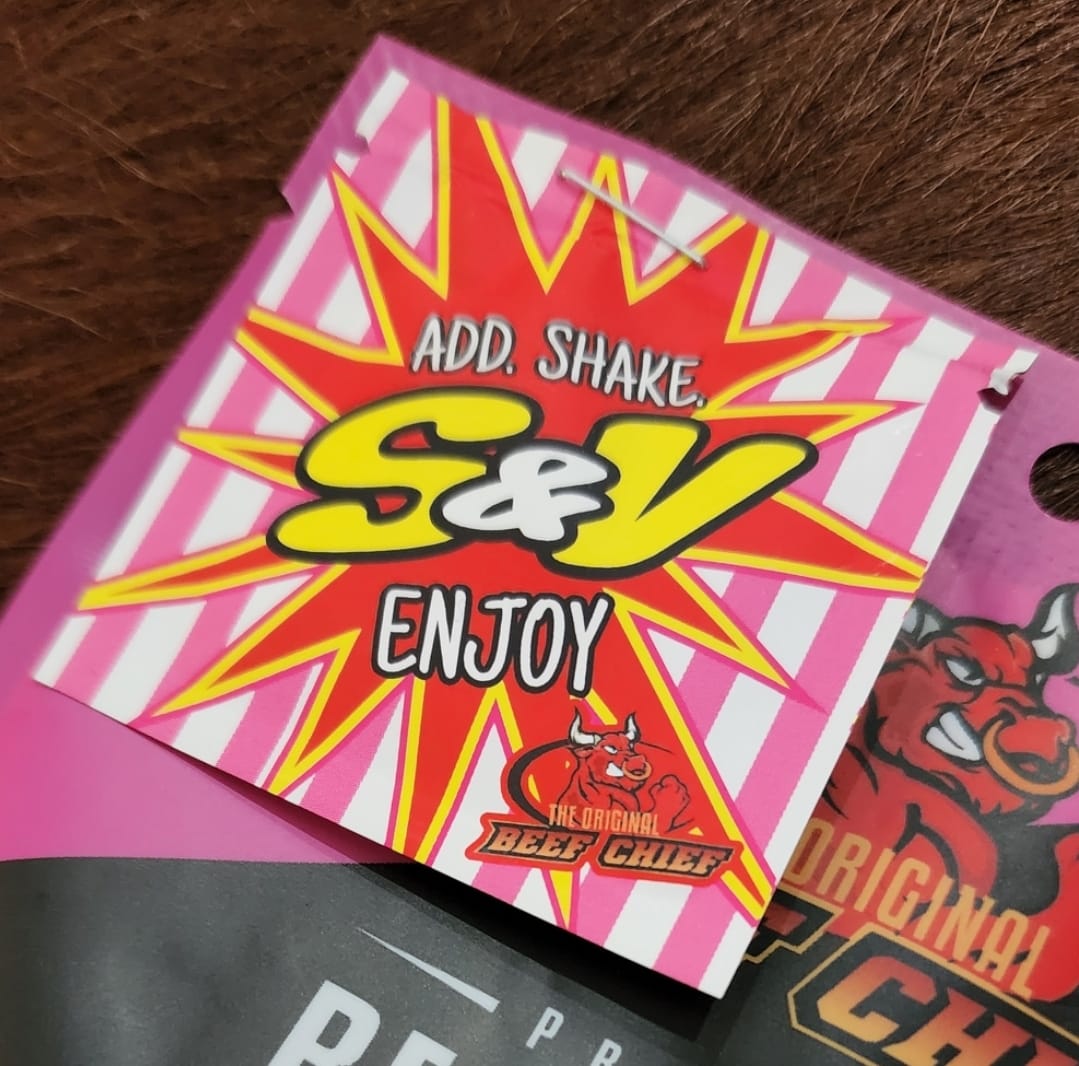 ADD. SHAKE.
S&V
ENJOY
THE ORIGINAL
BEEF CHIEF
ORIGINAL